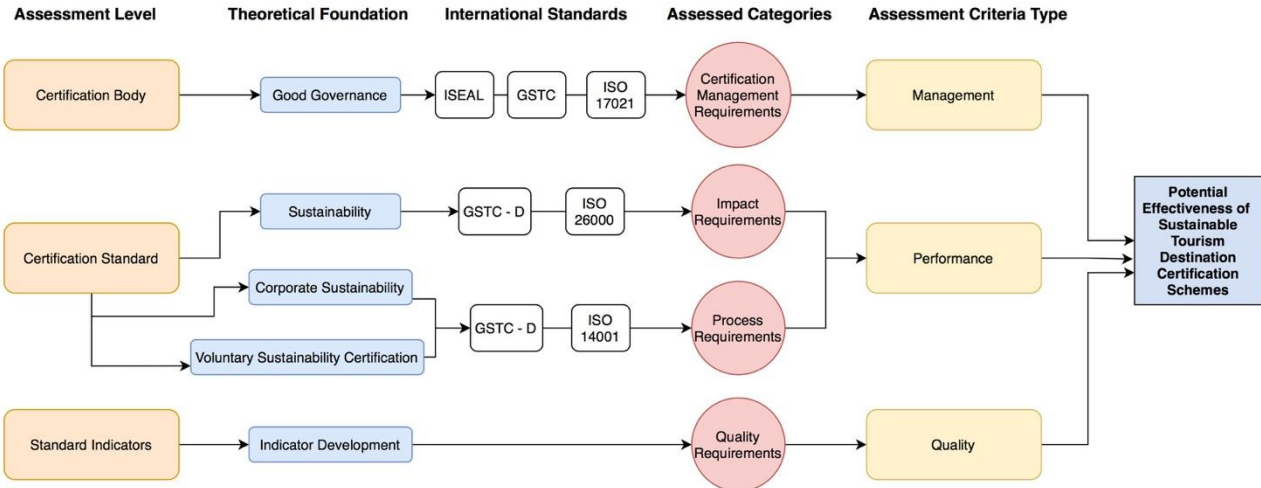 Assessment Level
Theoretical Foundation
International Standards
Assessed Categories
Assessment Criteria Type
Certification Body
Good Governance
ISEAL
GSTC
ISO
17021
Certification
Management
Requirements
Management
Sustainability
GSTC - D
ISO
26000
Impact
Requirements
Certification Standard
Corporate Sustainability
Voluntary Sustainability Certification
GSTC - D
ISO
14001
Process
Requirements
Performance
Standard Indicators
Indicator Development
Quality
Requirements
Quality
Potential
Effectiveness of
Sustainable
Tourism
Destination
Certification
Schemes